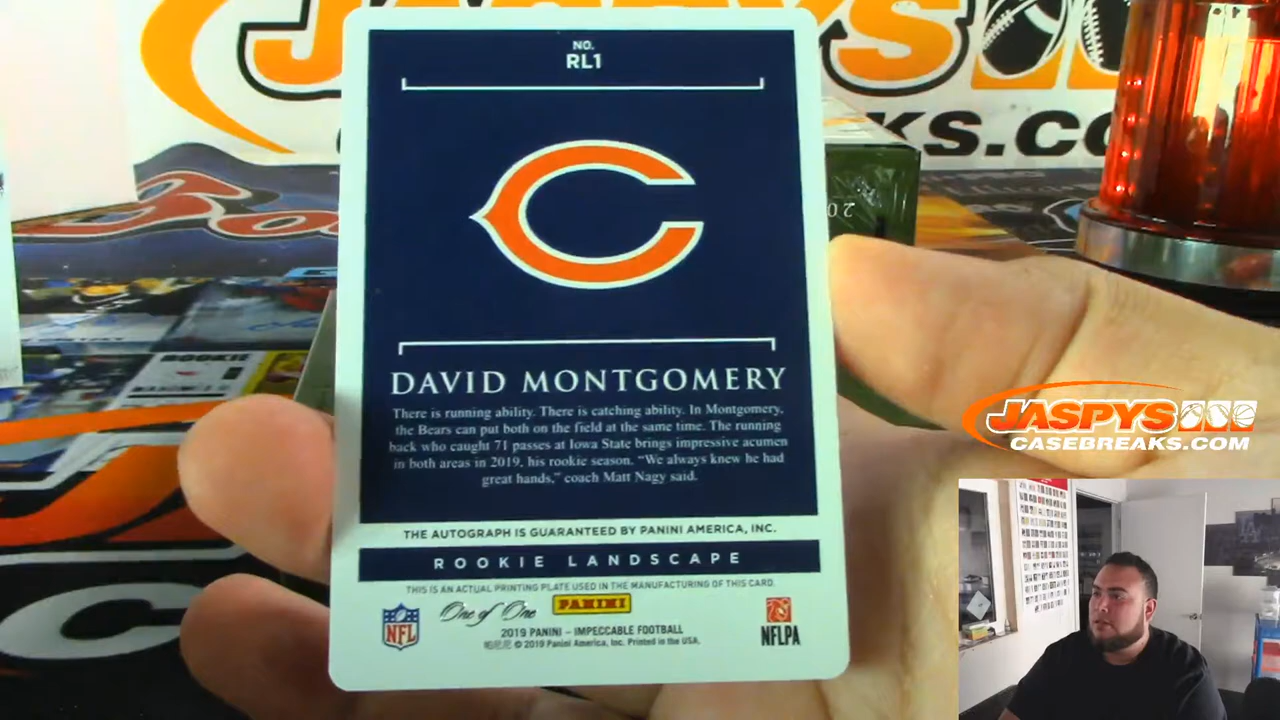 NO.
RL1
DAVID MONTGOMERY
There is running ability. There is catching ability. In Montgomery,
the Bears can put both on the field at the same time. The running
back who caught 71 passes at Iowa State brings impressive acumen
in both areas in 2019, his rookie season. “We always knew he had
great hands,” coach Matt Nagy said.
THE AUTOGRAPH IS GUARANTEED BY PANINI AMERICA, INC.
ROOKIE LANDSCAPE
THIS IS AN ACTUAL PRINTING PLATE USED IN THE MANUFACTURING OF THIS CARD.
One of One
PANINI
NFL
2019 PANINI – IMPECCABLE FOOTBALL
帕尼尼 © 2019 Panini America, Inc. Printed in the USA.
NFLPA
ROOKIE
JASPYS
CASEBREAKS.COM